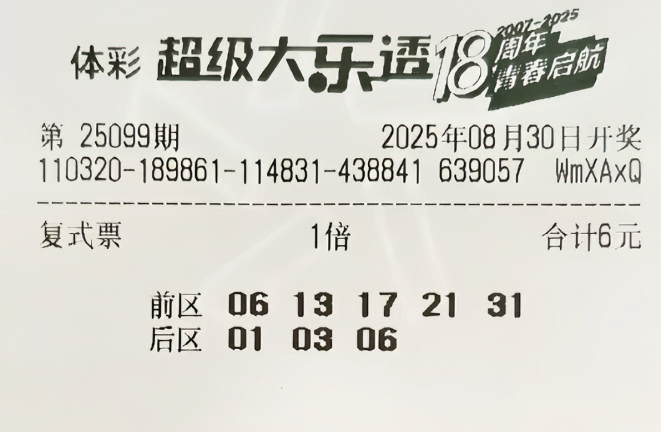 体彩 超级大乐透 18 2007-2025 周年 青春启航
第 25099期 2025年08月30日开奖
110320-189861-114831-438841 639057 WmXAxQ
复式票 1倍 合计6元
前区 06 13 17 21 31
后区 01 03 06